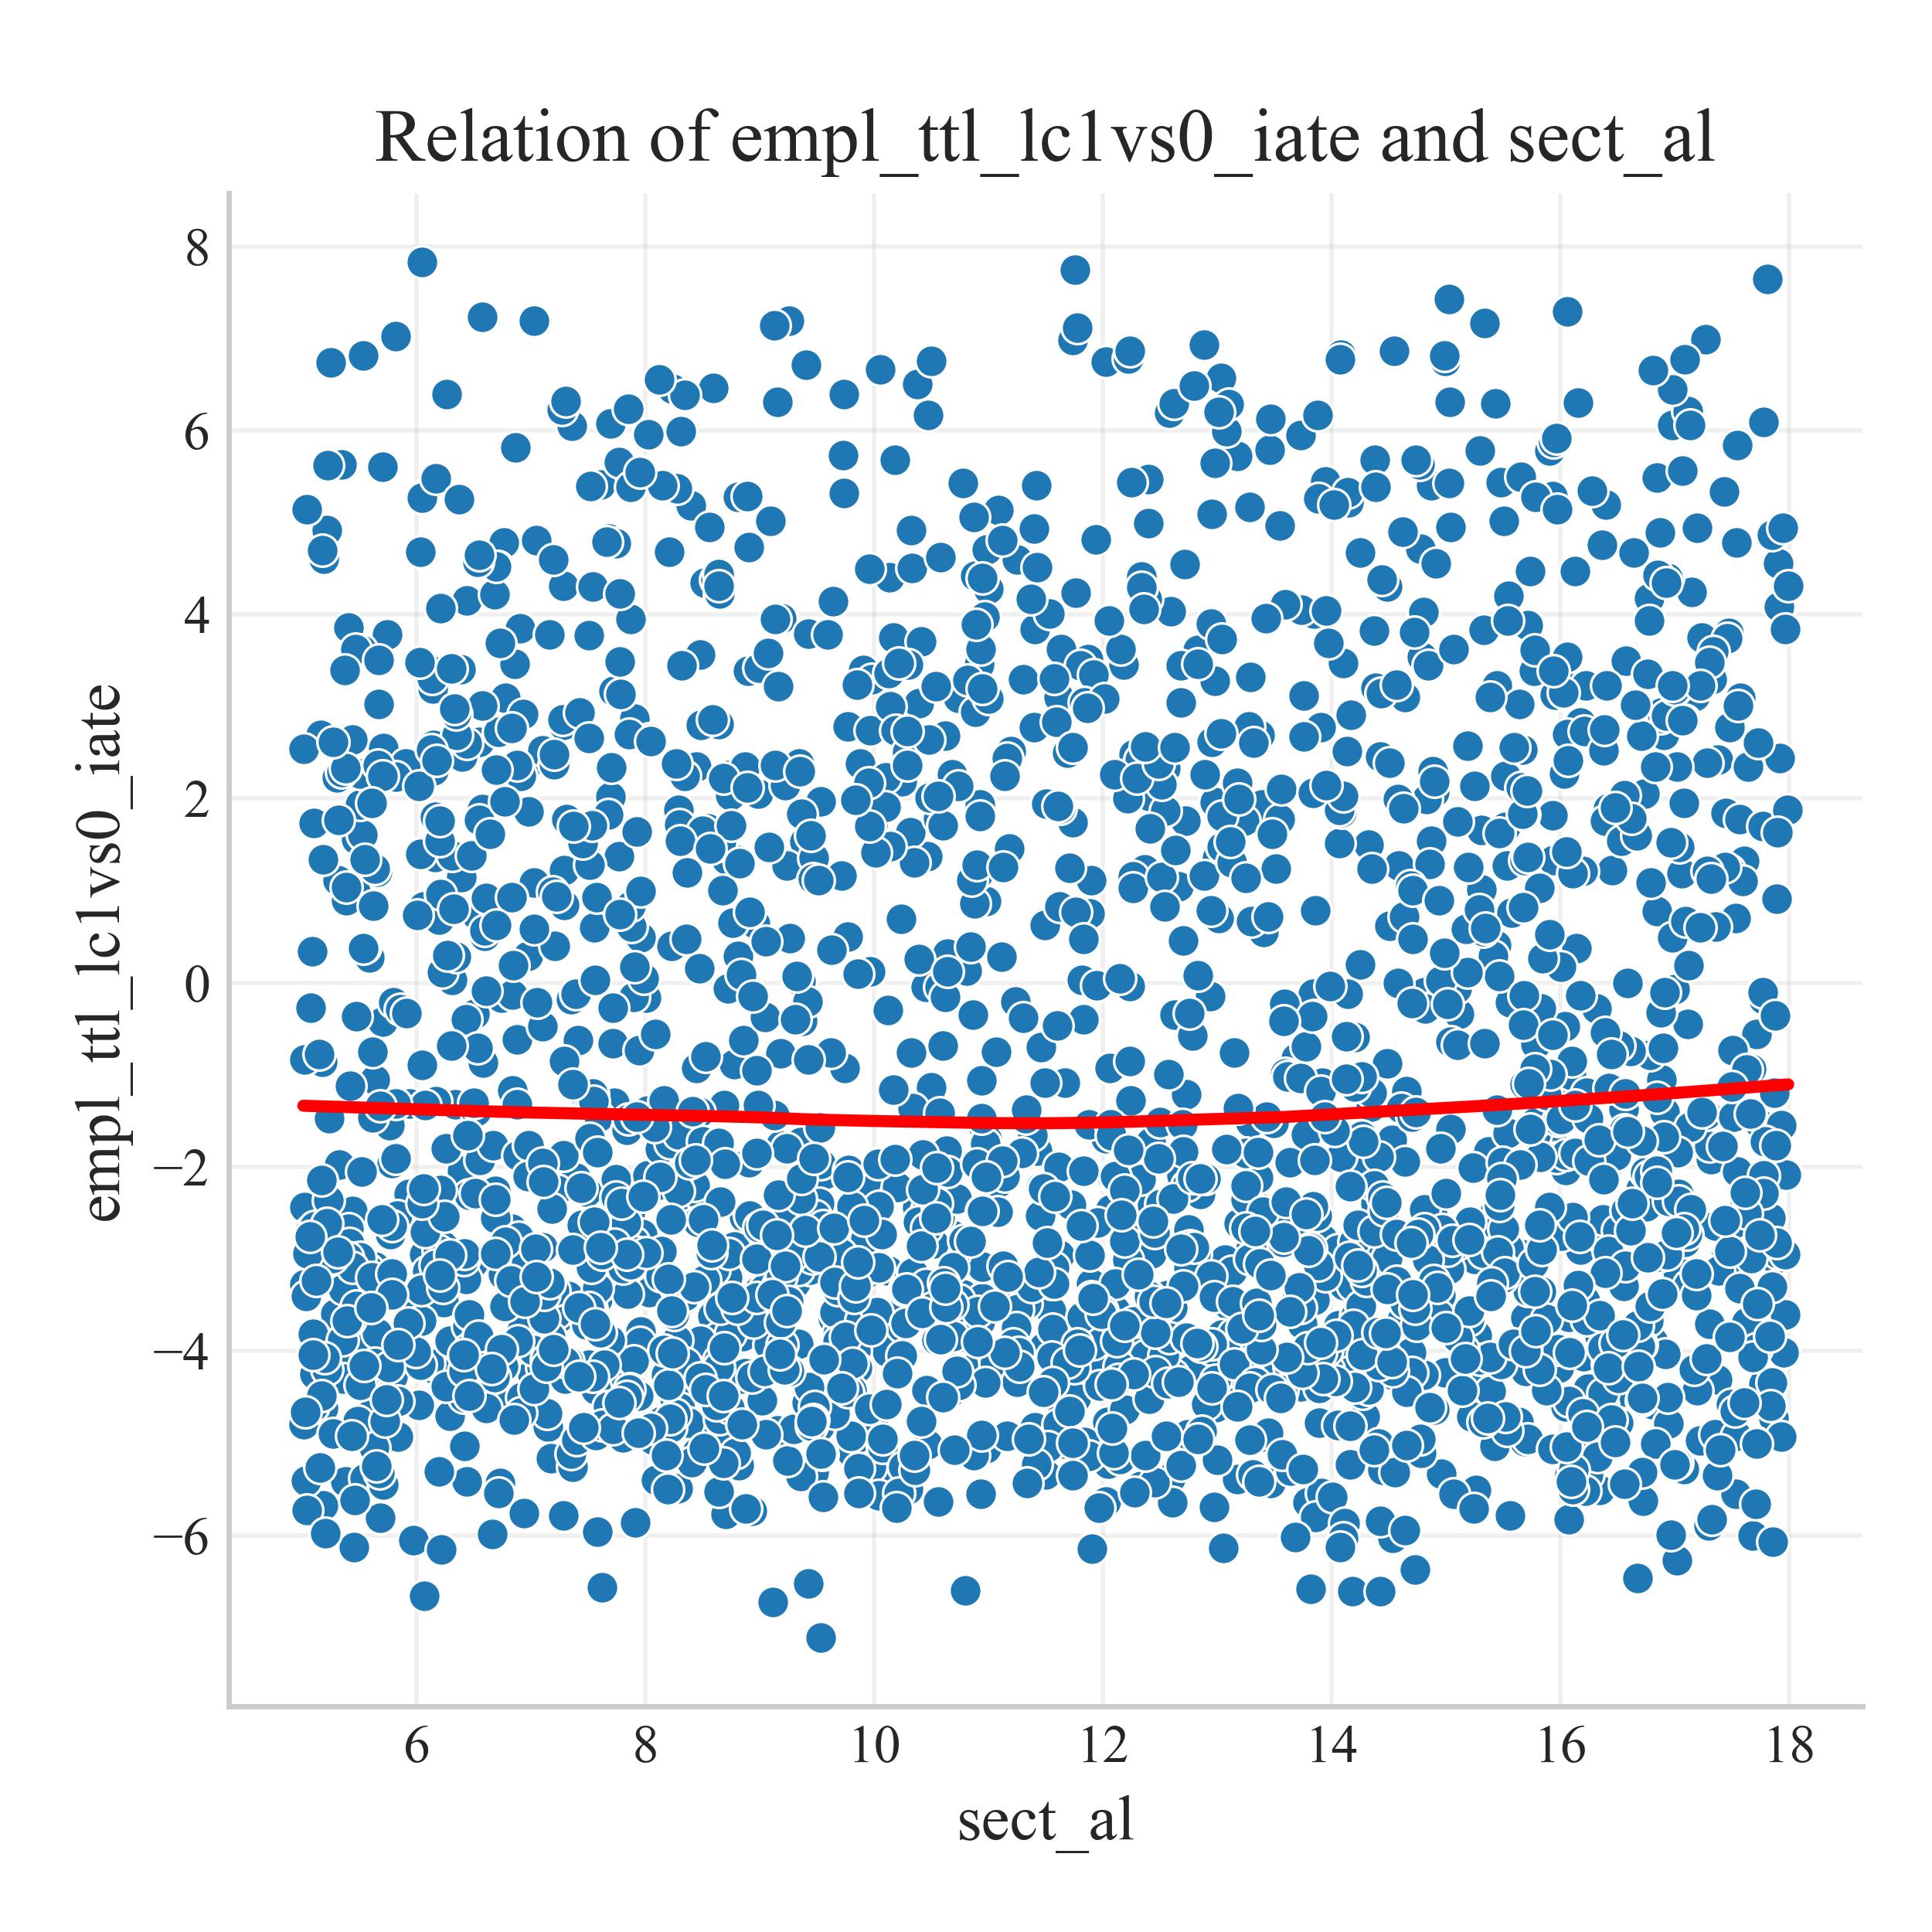 Relation of empl_ttl_lc1vs0_iate and sect_al
empl_ttl_lc1vs0_iate
8
6
4
2
0
−2
−4
−6
6 8 10 12 14 16 18
sect_al